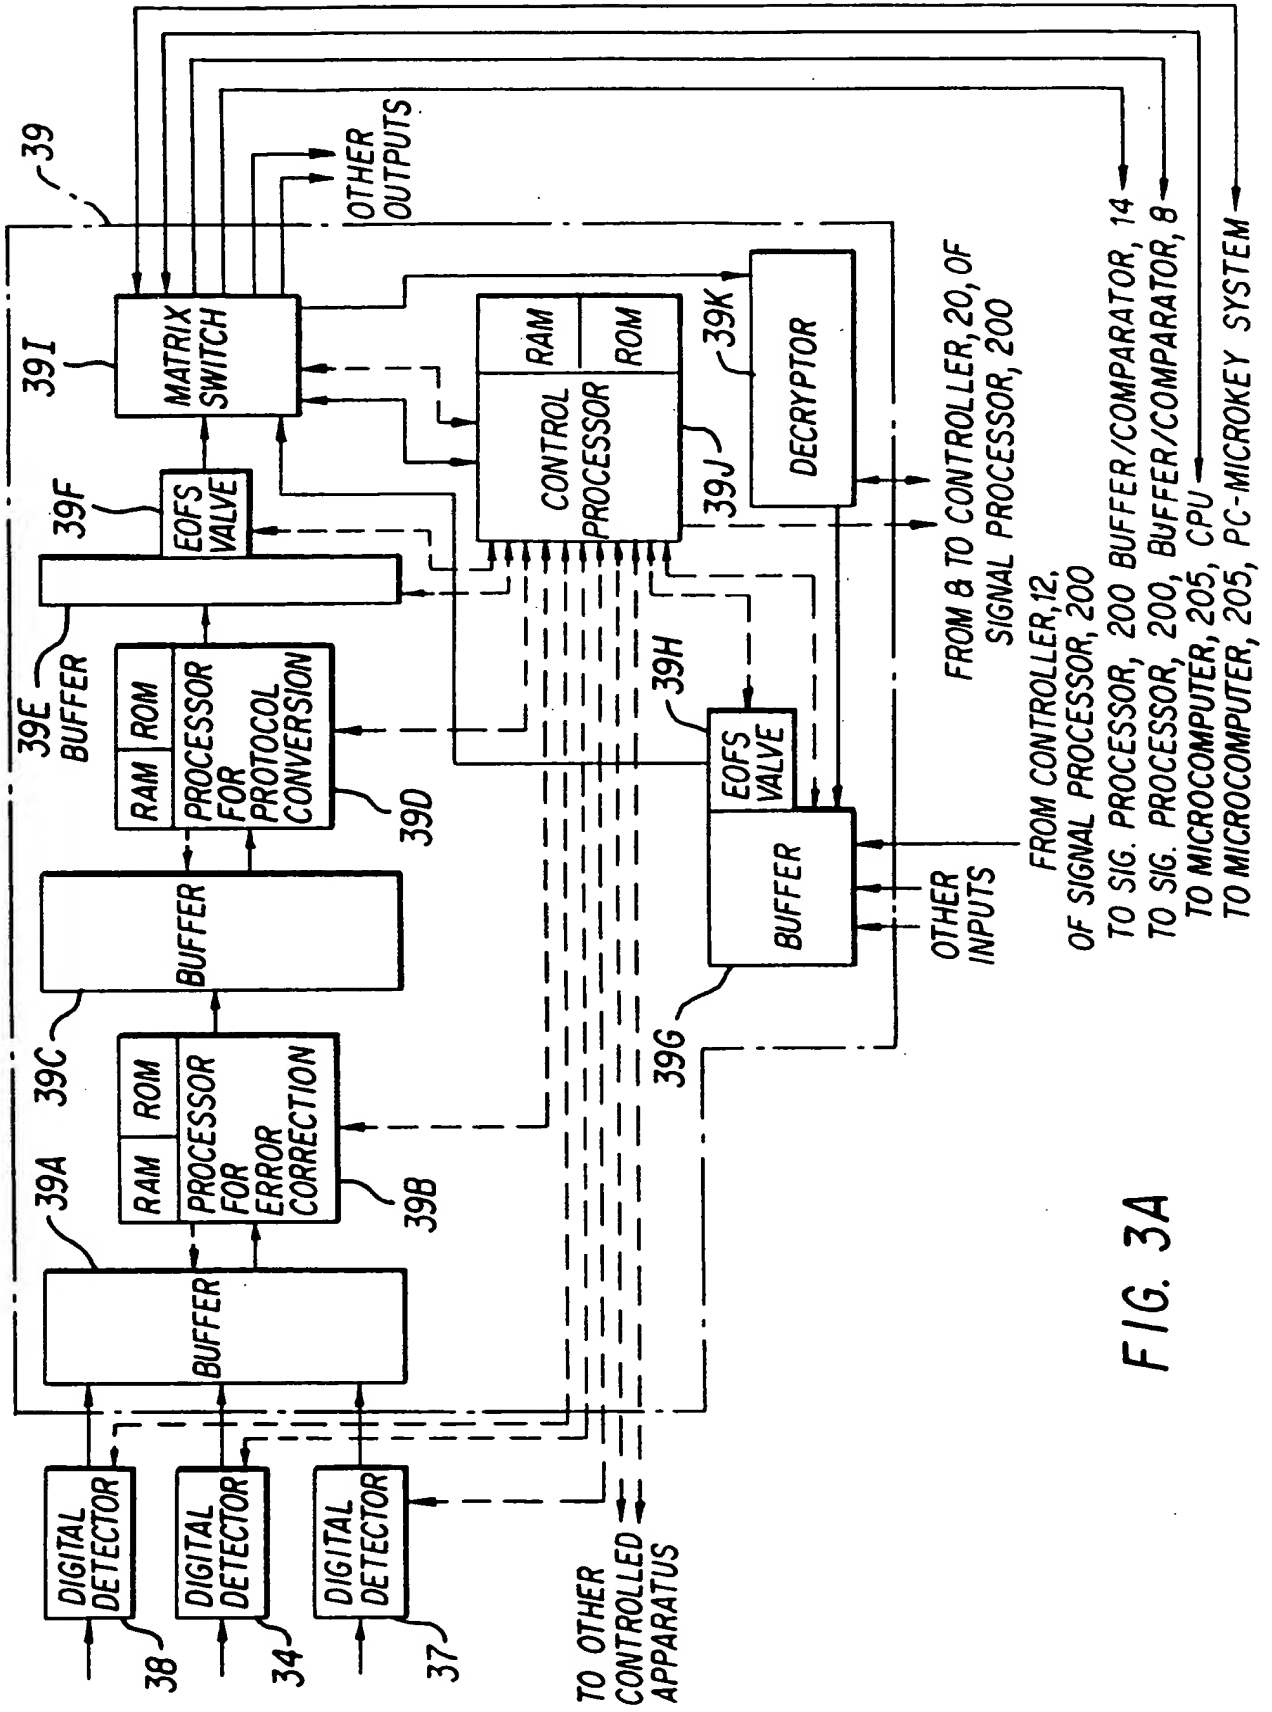 39
38
DIGITAL
DETECTOR
34
DIGITAL
DETECTOR
37
DIGITAL
DETECTOR
39A
BUFFER
RAM
ROM
PROCESSOR
FOR
ERROR
CORRECTION
39B
39C
BUFFER
RAM
ROM
PROCESSOR
FOR
PROTOCOL
CONVERSION
39D
39E
BUFFER
39F
EOFS
VALVE
39I
MATRIX
SWITCH
OTHER
OUTPUTS
CONTROL
PROCESSOR
RAM
ROM
39J
39K
DECRYPTOR
39H
EOFS
VALVE
BUFFER
39G
OTHER
INPUTS
TO OTHER
CONTROLLED
APPARATUS
FROM & TO CONTROLLER, 20, OF
SIGNAL PROCESSOR, 200
FROM CONTROLLER, 12,
OF SIGNAL PROCESSOR, 200
TO SIG. PROCESSOR, 200 BUFFER/COMPARATOR, 14
TO SIG. PROCESSOR, 200, BUFFER/COMPARATOR, 8
TO MICROCOMPUTER, 205, CPU
TO MICROCOMPUTER, 205, PC-MICROKEY SYSTEM
FIG. 3A